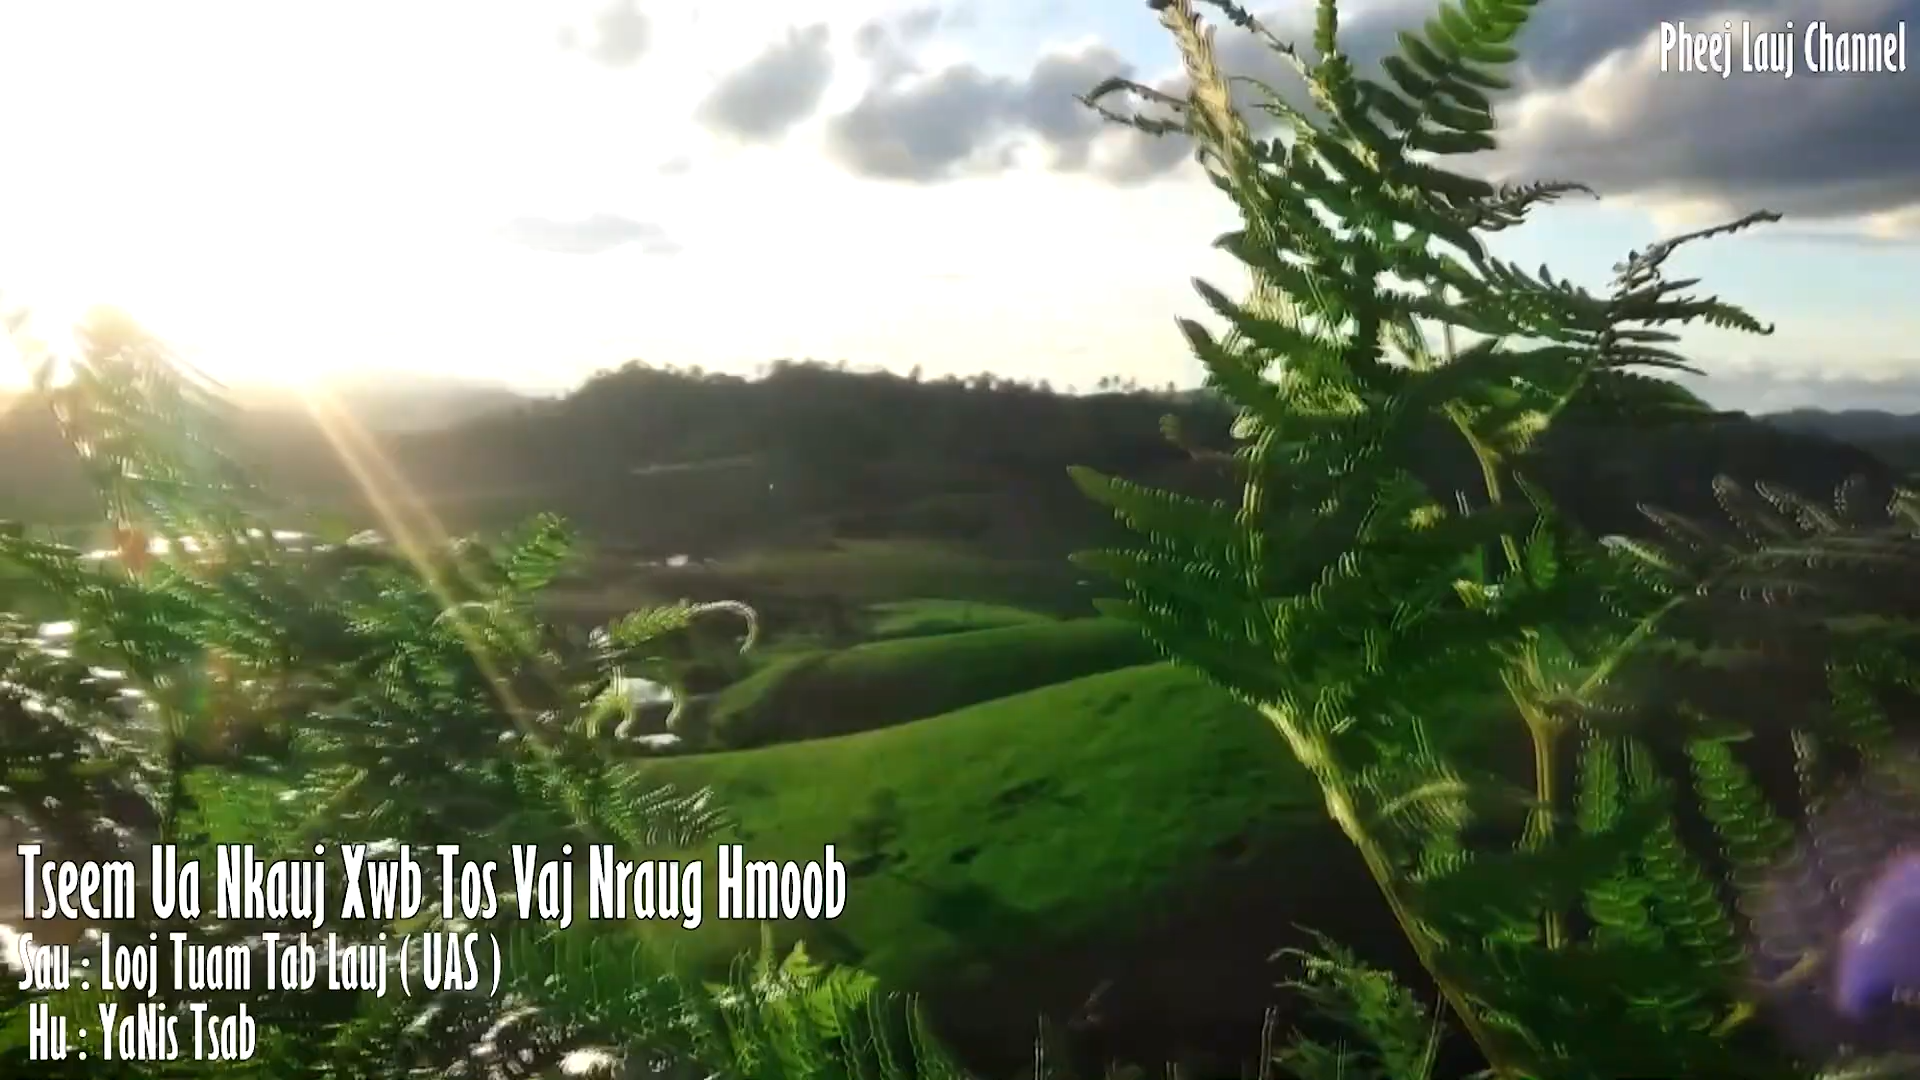 Pheej Lauj Channel
Tseem Ua Nkauj Xwb Tos Vaj Nraug Hmoob
Sau : Looj Tuam Tab Lauj ( UAS )
Hu : YaNis Tsab